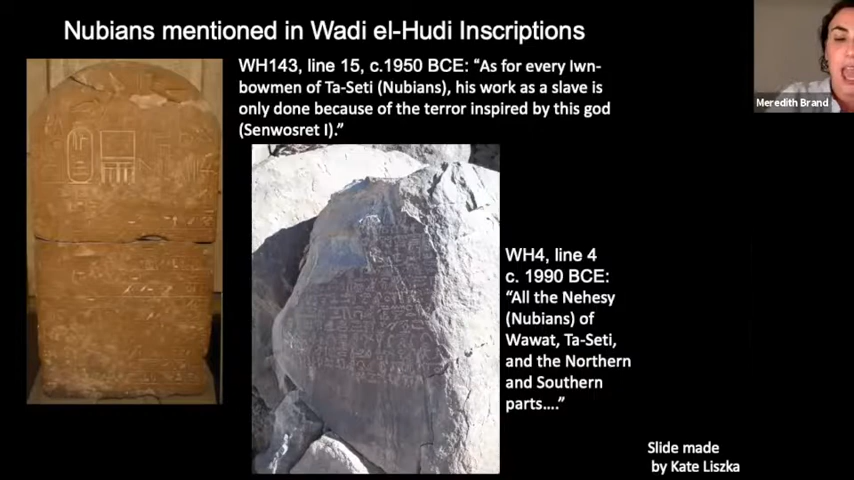 Nubians mentioned in Wadi el-Hudi Inscriptions
WH143, line 15, c.1950 BCE: “As for every Iwn-
bowmen of Ta-Seti (Nubians), his work as a slave is
only done because of the terror inspired by this god
(Senwosret I).”
Meredith Brand
WH4, line 4
c. 1990 BCE:
“All the Nehesy
(Nubians) of
Wawat, Ta-Seti,
and the Northern
and Southern
parts....”
Slide made
by Kate Liszka